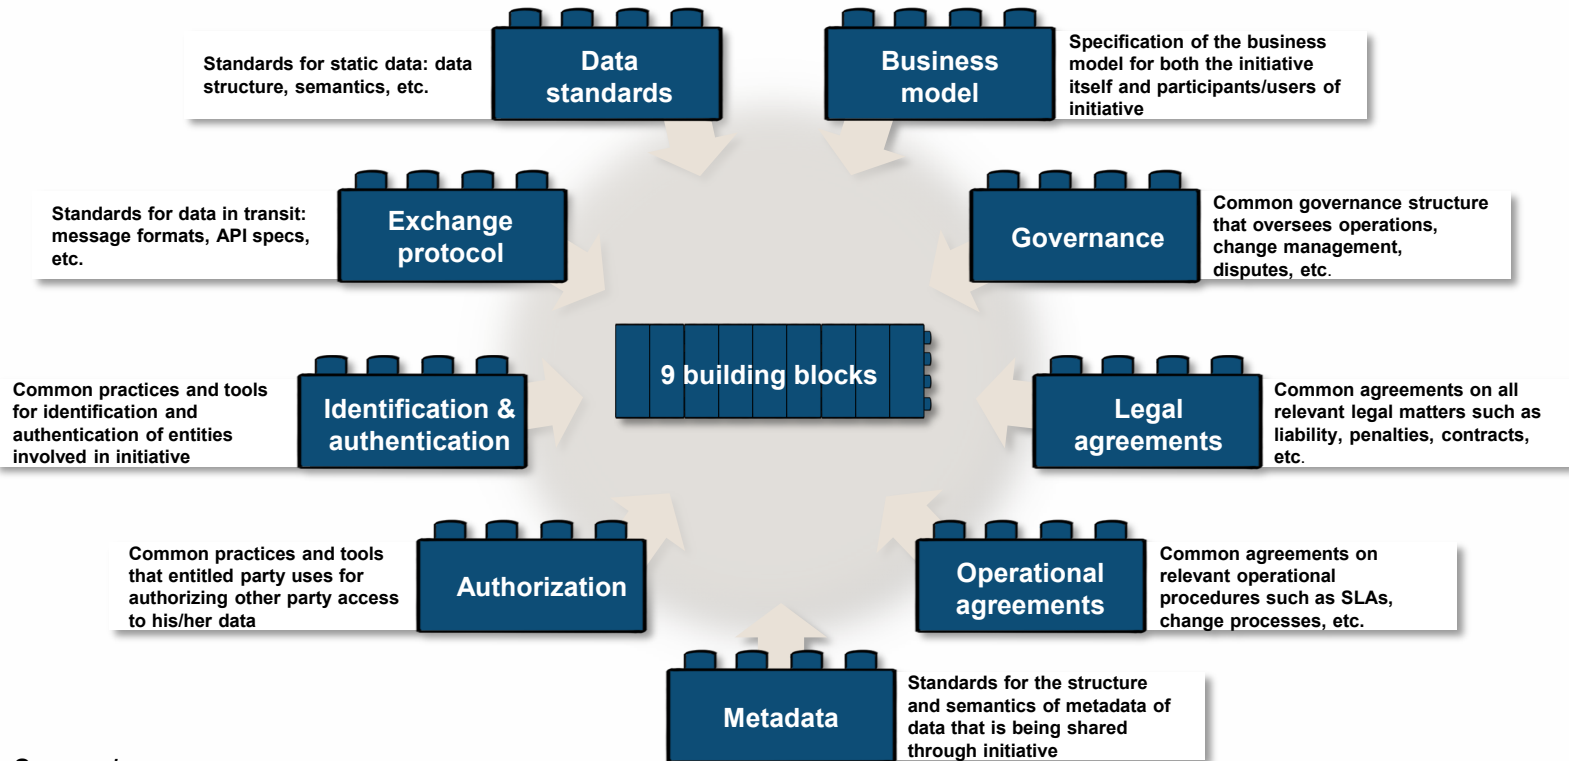 Data
standards
Standards for static data: data
structure, semantics, etc.
Business
model
Specification of the business
model for both the initiative
itself and participants/users of
initiative
Exchange
protocol
Standards for data in transit:
message formats, API specs,
etc.
Governance
Common governance structure
that oversees operations,
change management,
disputes, etc.
9 building blocks
Identification &
authentication
Common practices and tools
for identification and
authentication of entities
involved in initiative
Legal
agreements
Common agreements on all
relevant legal matters such as
liability, penalties, contracts,
etc.
Authorization
Common practices and tools
that entitled party uses for
authorizing other party access
to his/her data
Operational
agreements
Common agreements on
relevant operational
procedures such as SLAs,
change processes, etc.
Metadata
Standards for the structure
and semantics of metadata of
data that is being shared
through initiative